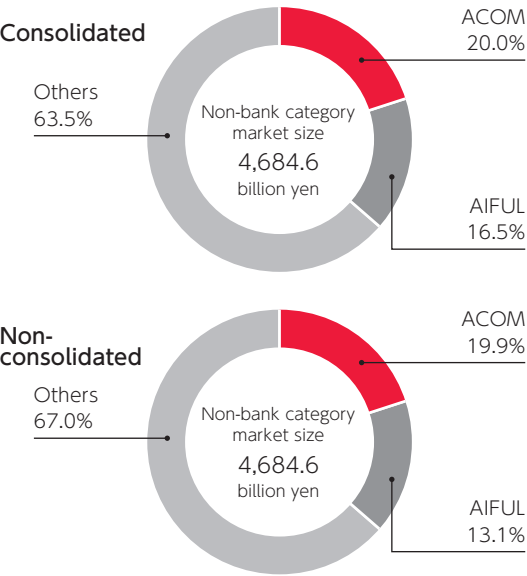 Consolidated
ACOM
20.0%
Others
63.5%
Non-bank category
market size
4,684.6
billion yen
AIFUL
16.5%
Non-
consolidated
ACOM
19.9%
Others
67.0%
Non-bank category
market size
4,684.6
billion yen
AIFUL
13.1%